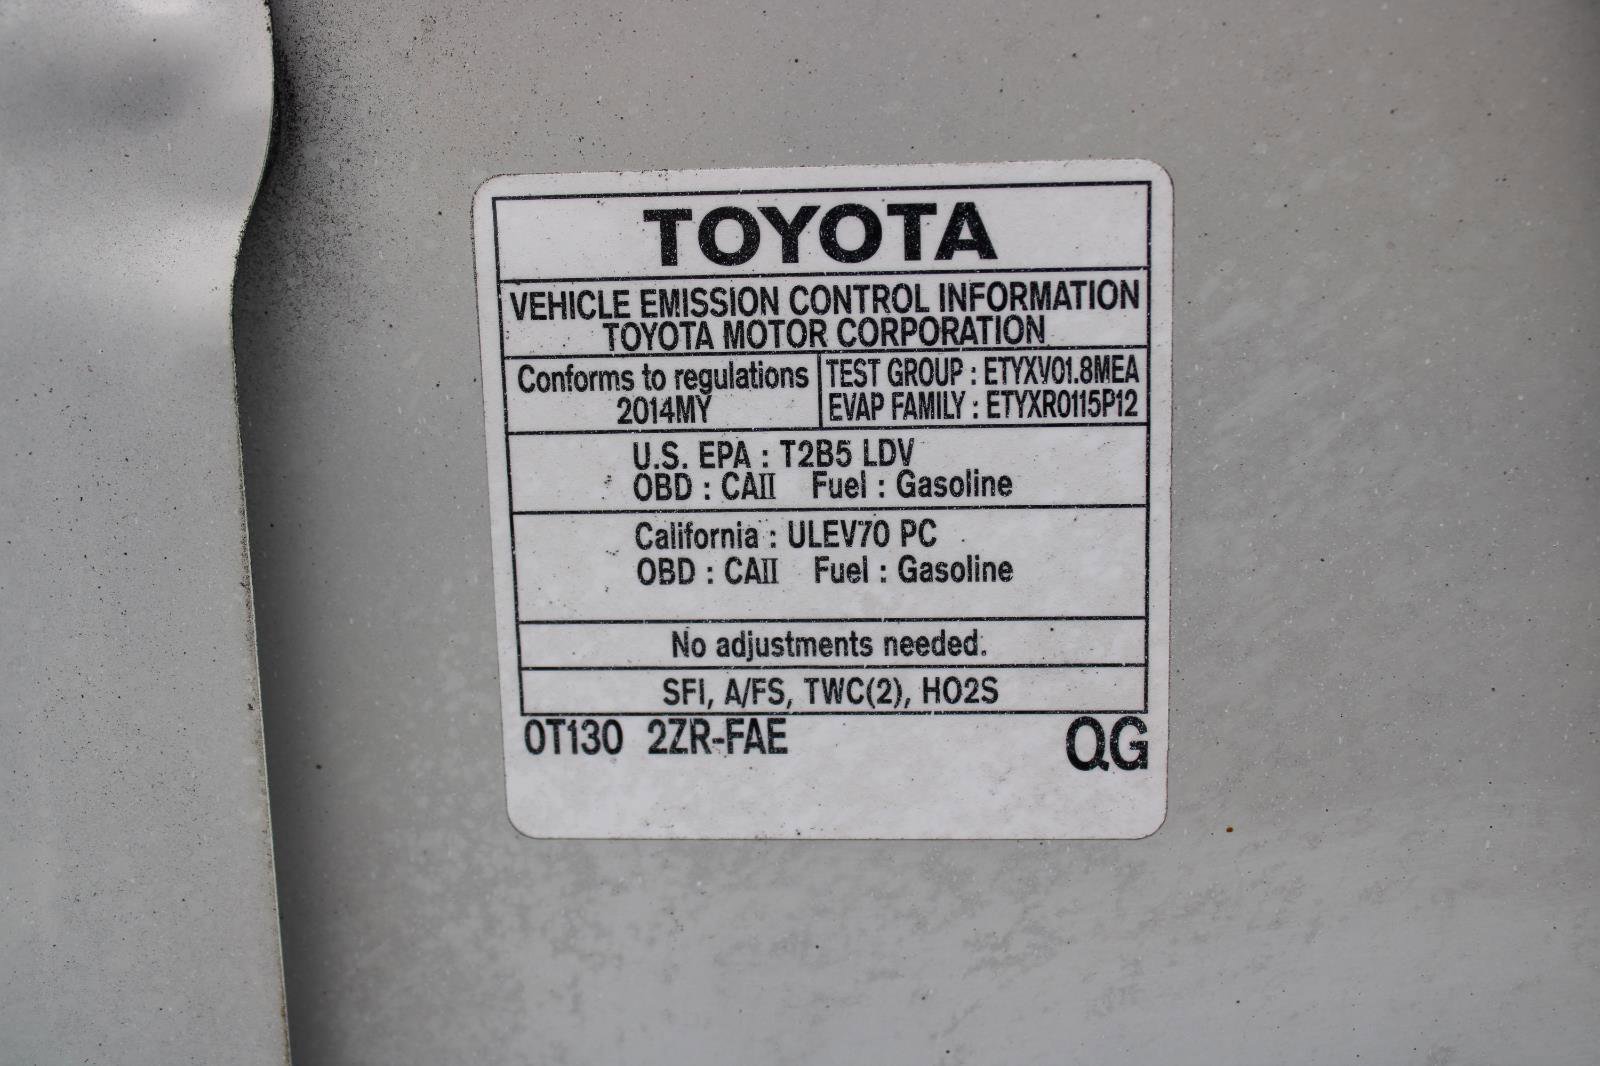 TOYOTA
VEHICLE EMISSION CONTROL INFORMATION
TOYOTA MOTOR CORPORATION
Conforms to regulations
2014MY
TEST GROUP : ETYXV01.8MEA
EVAP FAMILY : ETYXR0115P12
U.S. EPA : T2B5 LDV
OBD : CAII Fuel : Gasoline
California : ULEV70 PC
OBD : CAII Fuel : Gasoline
No adjustments needed.
SFI, A/FS, TWC(2), HO2S
0T130 2ZR-FAE QG